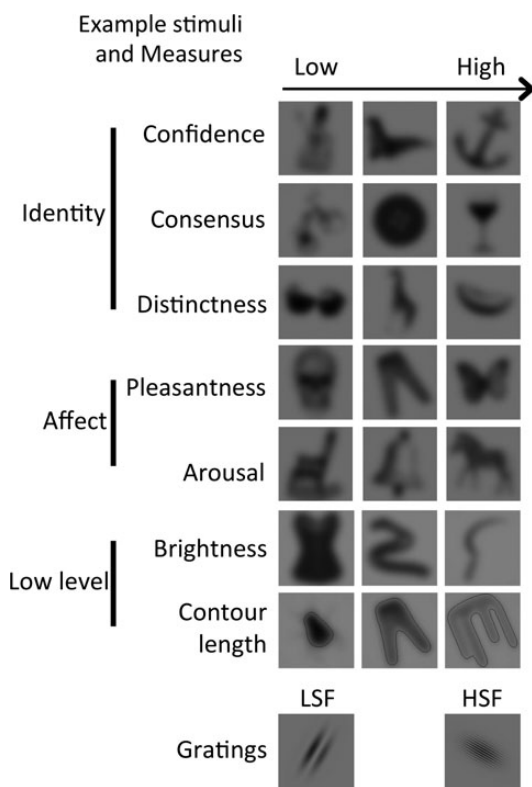 Example stimuli
and Measures
Low
High
Identity
Confidence
Consensus
Distinctness
Affect
Pleasantness
Arousal
Low level
Brightness
Contour
length
LSF
HSF
Gratings